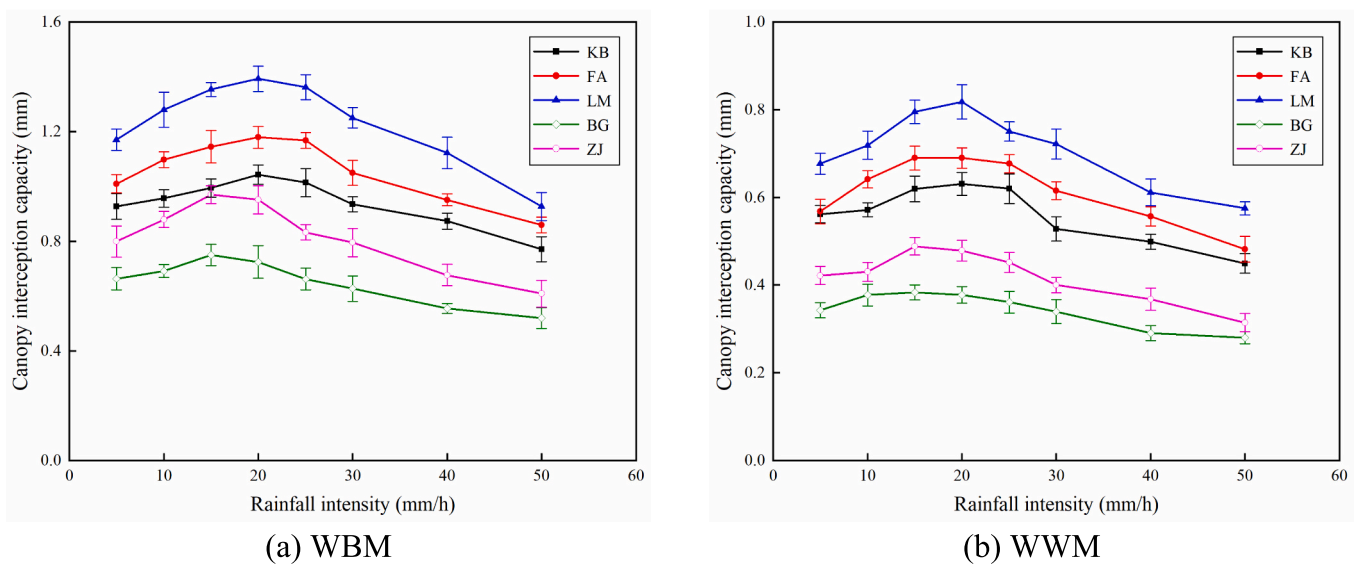 Canopy interception capacity (mm)
1.6
1.2
0.8
0.4
0.0
0 10 20 30 40 50 60
Rainfall intensity (mm/h)
KB
FA
LM
BG
ZJ
(a) WBM
Canopy interception capacity (mm)
1.0
0.8
0.6
0.4
0.2
0.0
0 10 20 30 40 50 60
Rainfall intensity (mm/h)
KB
FA
LM
BG
ZJ
(b) WWM